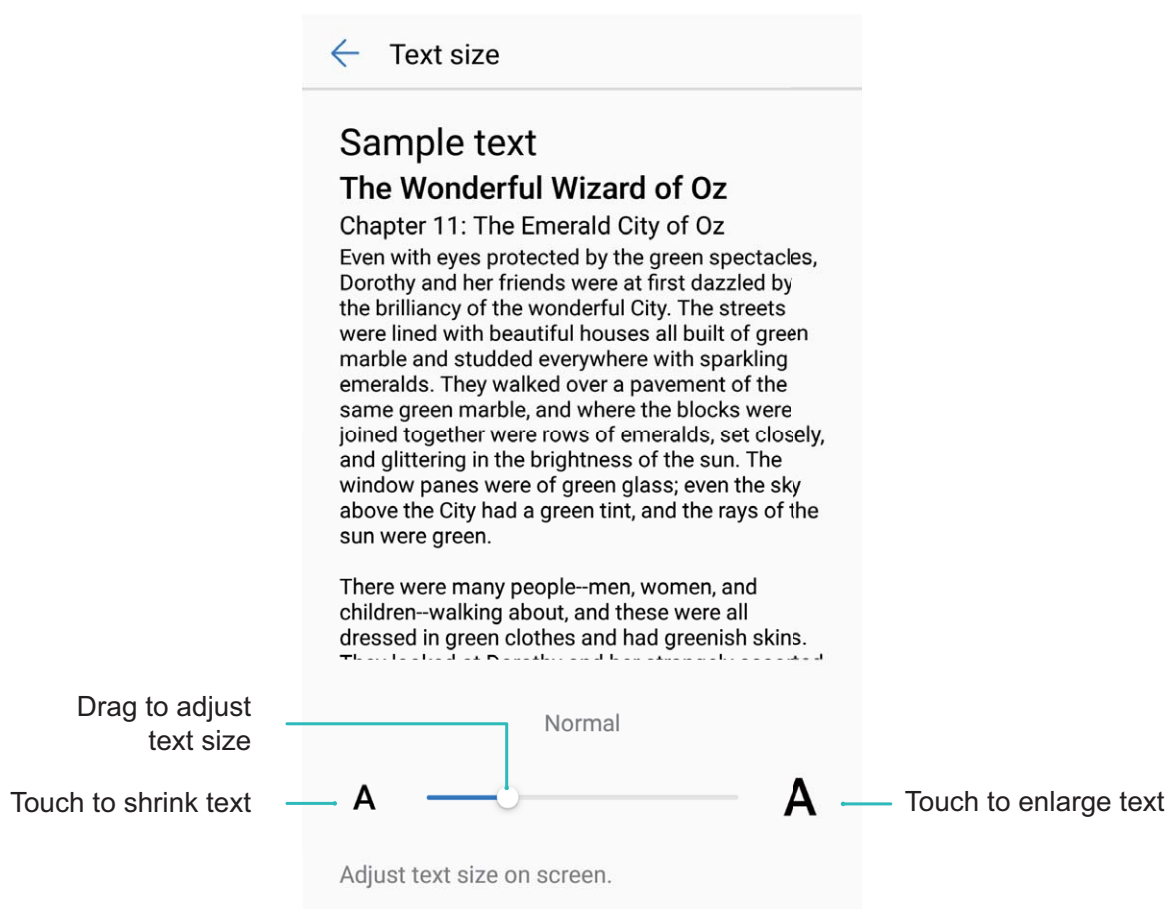 Text size
Sample text
The Wonderful Wizard of Oz
Chapter 11: The Emerald City of Oz
Even with eyes protected by the green spectacles,
Dorothy and her friends were at first dazzled by
the brilliancy of the wonderful City. The streets
were lined with beautiful houses all built of green
marble and studded everywhere with sparkling
emeralds. They walked over a pavement of the
same green marble, and where the blocks were
joined together were rows of emeralds, set closely,
and glittering in the brightness of the sun. The
window panes were of green glass; even the sky
above the City had a green tint, and the rays of the
sun were green.
There were many people--men, women, and
children--walking about, and these were all
dressed in green clothes and had greenish skins.
They looked at Dorothy and her strangely assorted
Drag to adjust
text size
Normal
Touch to shrink text
A
A
Touch to enlarge text
Adjust text size on screen.